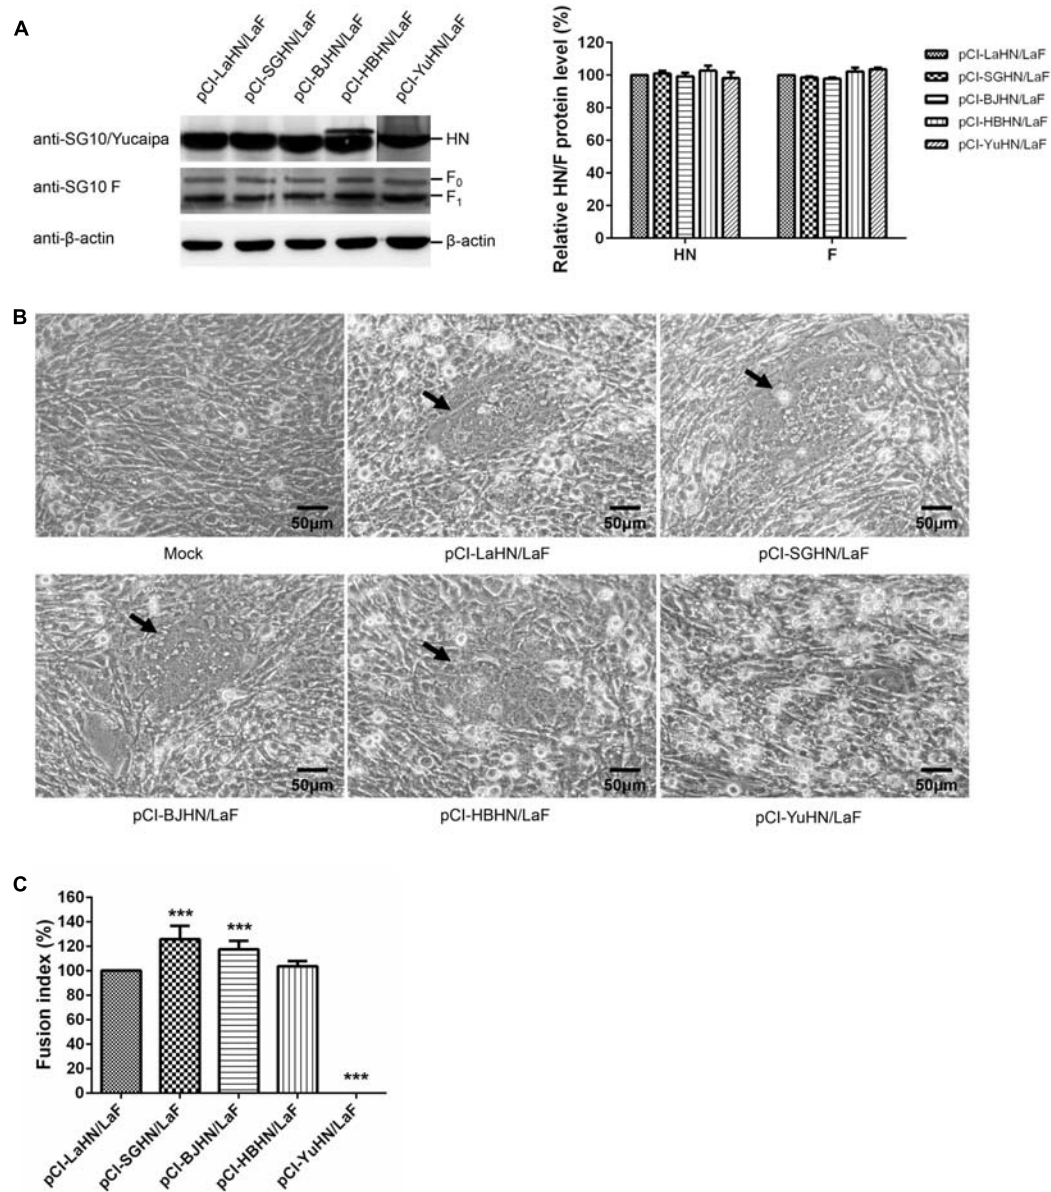 A
pCI-LaHN/LaF
pCI-SGHN/LaF
pCI-BJHN/LaF
pCI-HBHN/LaF
pCI-YuHN/LaF
anti-SG10/Yucaipa
HN
anti-SG10 F
F0
F1
anti-β-actin
β-actin
Relative HN/F protein level (%)
120
100
80
60
40
20
0
HN
F
pCI-LaHN/LaF
pCI-SGHN/LaF
pCI-BJHN/LaF
pCI-HBHN/LaF
pCI-YuHN/LaF
B
50μm
50μm
50μm
Mock
pCI-LaHN/LaF
pCI-SGHN/LaF
50μm
50μm
50μm
pCI-BJHN/LaF
pCI-HBHN/LaF
pCI-YuHN/LaF
C
Fusion index (%)
160
140
120
100
80
60
40
20
0
***
***
***
pCI-LaHN/LaF
pCI-SGHN/LaF
pCI-BJHN/LaF
pCI-HBHN/LaF
pCI-YuHN/LaF